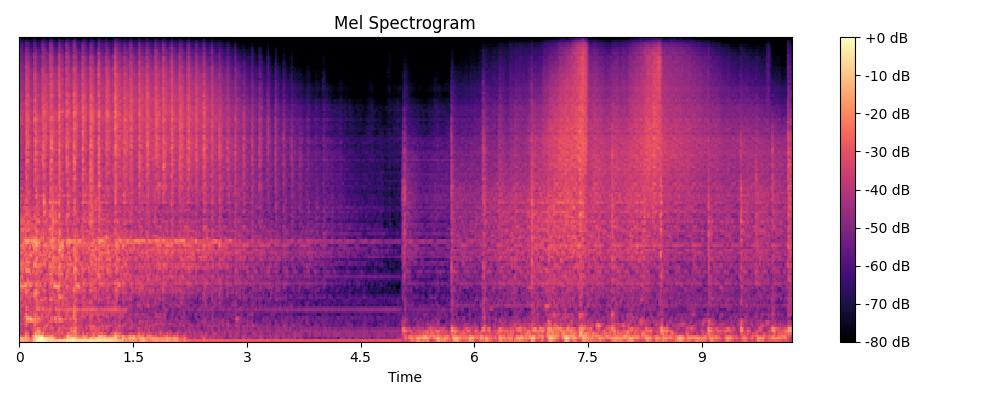 Mel Spectrogram
+0 dB
-10 dB
-20 dB
-30 dB
-40 dB
-50 dB
-60 dB
-70 dB
-80 dB
0 1.5 3 4.5 6 7.5 9
Time